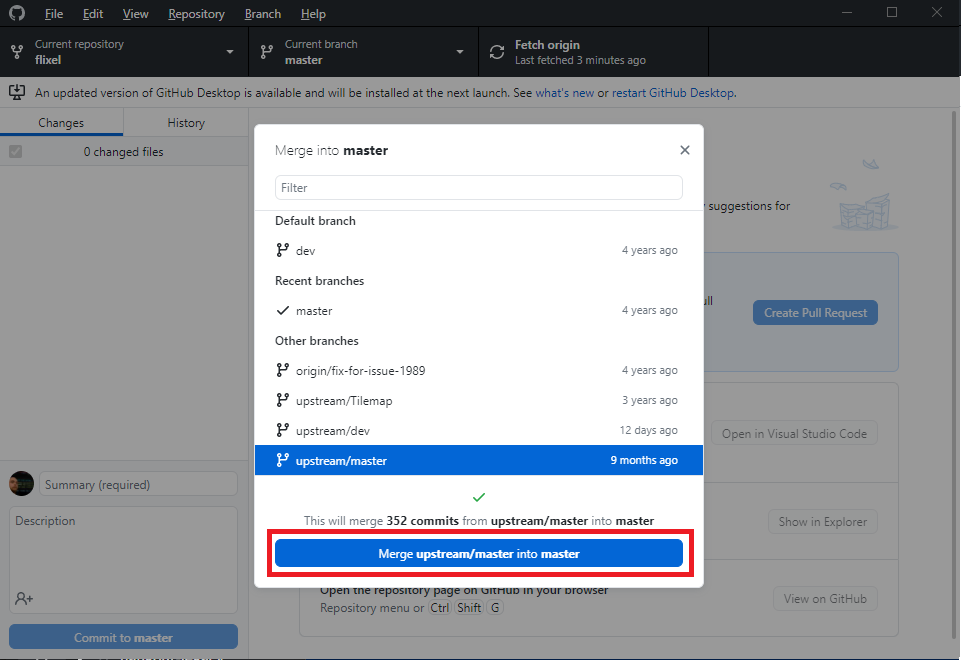 File Edit View Repository Branch Help
Current repository
flixel
Current branch
master
Fetch origin
Last fetched 3 minutes ago
An updated version of GitHub Desktop is available and will be installed at the next launch. See what's new or restart GitHub Desktop.
Changes
History
0 changed files
Merge into master
Filter
suggestions for
Default branch
dev 4 years ago
Recent branches
Create Pull Request
master 4 years ago
Other branches
origin/fix-for-issue-1989 4 years ago
upstream/Tilemap 3 years ago
upstream/dev 12 days ago
Open in Visual Studio Code
upstream/master 9 months ago
Summary (required)
Description
This will merge 352 commits from upstream/master into master
Show in Explorer
Merge upstream/master into master
Open the repository page on GitHub in your browser
Repository menu or Ctrl Shift G
View on GitHub
Commit to master